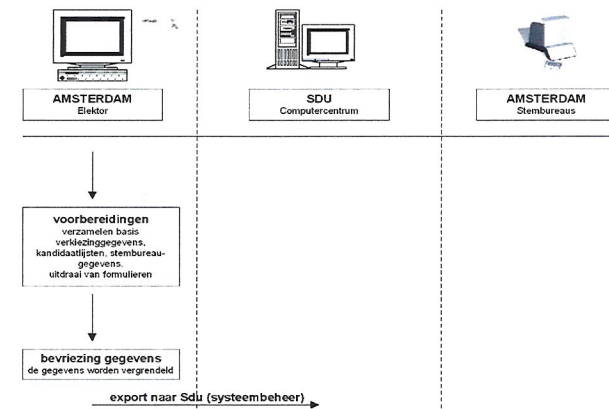 AMSTERDAM
Elektor
SDU
Computercentrum
AMSTERDAM
Stembureaus
voorbereidingen
verzamelen basis
verkiezinggegevens,
kandidaatlijsten, stembureau-
gegevens,
uitdraai van formulieren
bevriezing gegevens
de gegevens worden vergrendeld
export naar Sdu (systeembeheer)